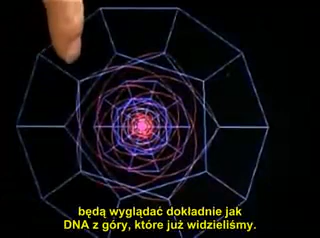 będą wyglądać dokładnie jak
DNA z góry, które już widzieliśmy.